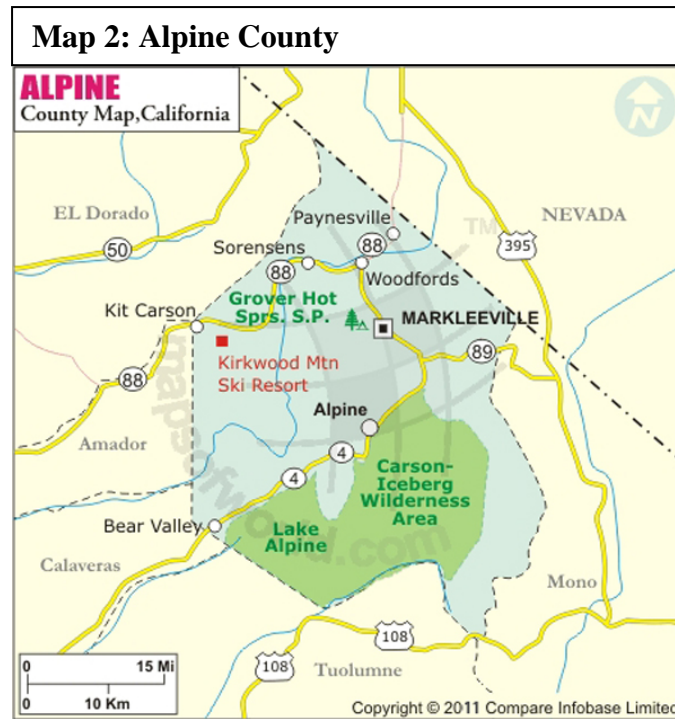 Map 2: Alpine County
ALPINE
County Map,California
N
EL Dorado
Paynesville
NEVADA
TM
50
Sorensens
88
395
88
Woodfords
Grover Hot
Sprs. S.P.
Kit Carson
MARKLEEVILLE
89
Kirkwood Mtn
Ski Resort
88
Alpine
Amador
4
Carson-
Iceberg
Wilderness
Area
4
Bear Valley
Lake
Alpine
mapsofworld.com
Calaveras
Mono
108
108
Tuolumne
0 15 Mi
0 10 Km
Copyright © 2011 Compare Infobase Limited